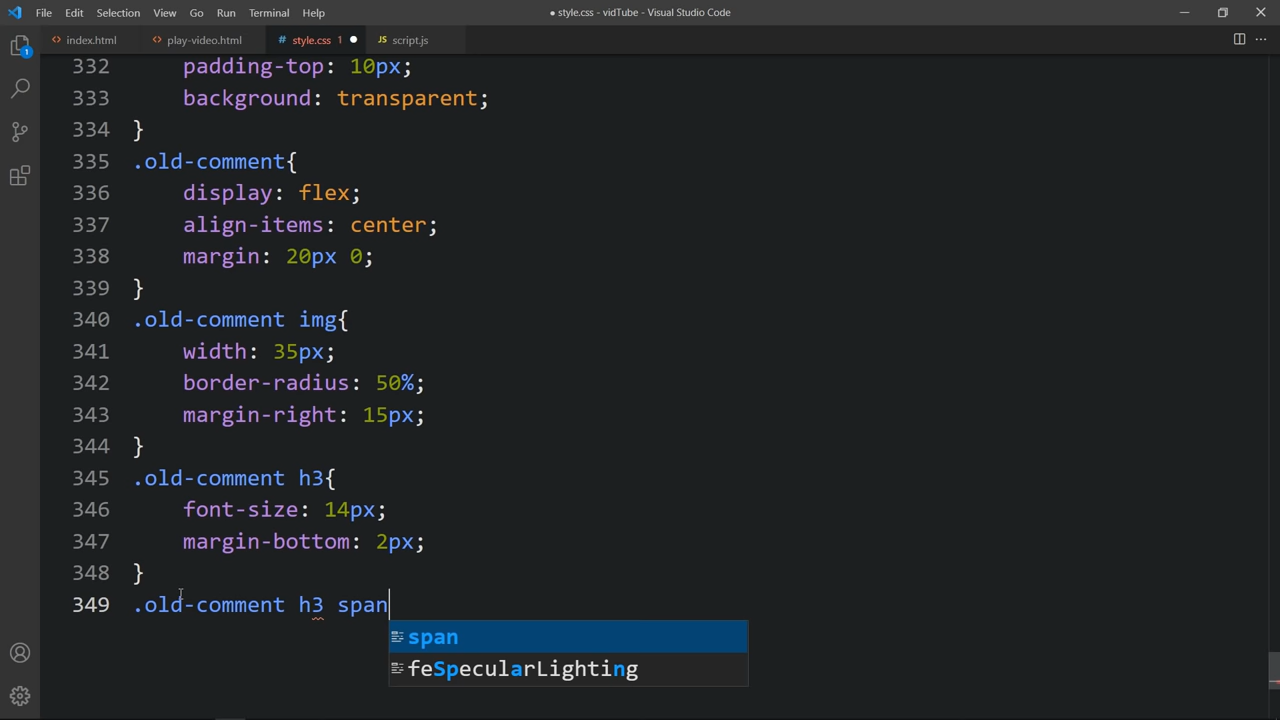 File Edit Selection View Go Run Terminal Help
● style.css - vidTube - Visual Studio Code
<> index.html <> play-video.html # style.css 1 ● JS script.js
1
332 padding-top: 10px;
333 background: transparent;
334 }
335 .old-comment{
336 display: flex;
337 align-items: center;
338 margin: 20px 0;
339 }
340 .old-comment img{
341 width: 35px;
342 border-radius: 50%;
343 margin-right: 15px;
344 }
345 .old-comment h3{
346 font-size: 14px;
347 margin-bottom: 2px;
348 }
349 .old-comment h3 span
span
feSpecularLighting